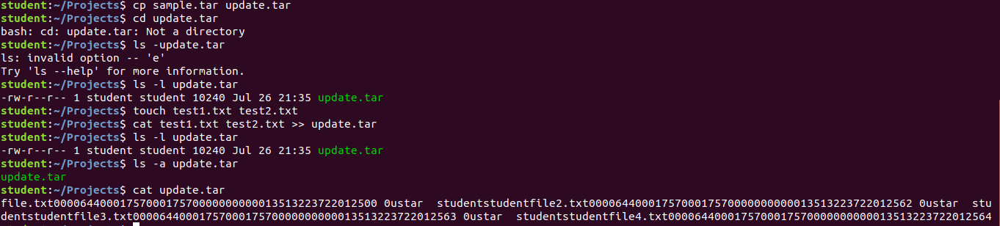 student:~/Projects$ cp sample.tar update.tar
student:~/Projects$ cd update.tar
bash: cd: update.tar: Not a directory
student:~/Projects$ ls -update.tar
ls: invalid option -- 'e'
Try 'ls --help' for more information.
student:~/Projects$ ls -l update.tar
-rw-r--r-- 1 student student 10240 Jul 26 21:35 update.tar
student:~/Projects$ touch test1.txt test2.txt
student:~/Projects$ cat test1.txt test2.txt >> update.tar
student:~/Projects$ ls -l update.tar
-rw-r--r-- 1 student student 10240 Jul 26 21:35 update.tar
student:~/Projects$ ls -a update.tar
update.tar
student:~/Projects$ cat update.tar
file.txt0000644000175700017570000000000013513223722012500 0ustar  studentstudentfile2.txt0000644000175700017570000000000013513223722012562 0ustar  stu
dentstudentfile3.txt0000644000175700017570000000000013513223722012563 0ustar  studentstudentfile4.txt0000644000175700017570000000000013513223722012564